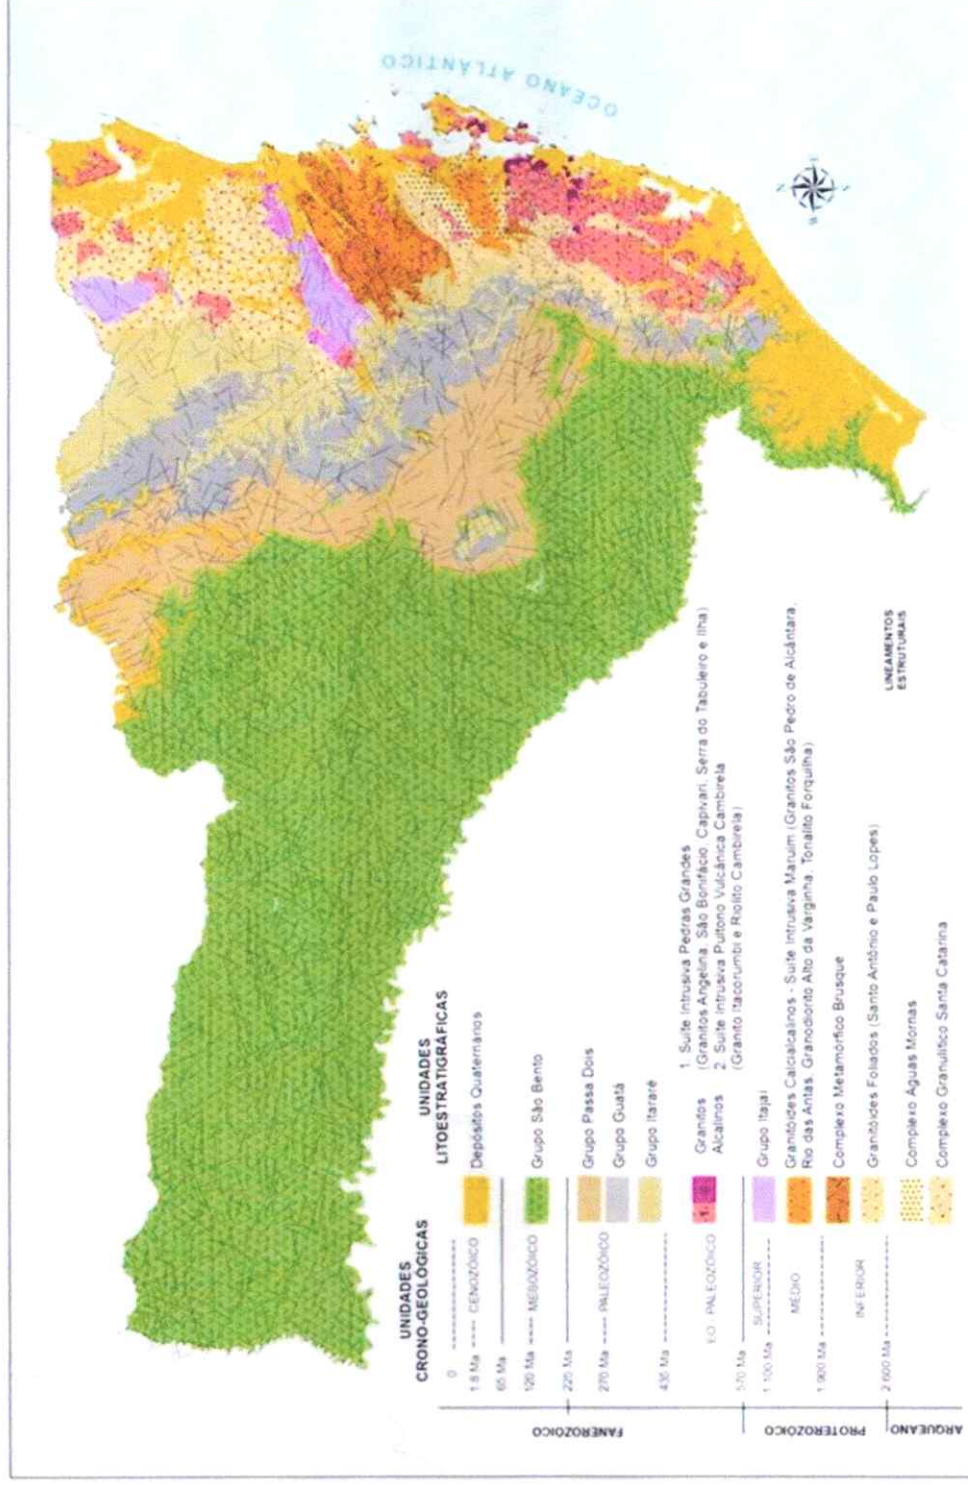 OCEANO ATLÂNTICO
N
UNIDADES
CRONO-GEOLÓGICAS
UNIDADES
LITOESTRATIGRÁFICAS
FANEROZOICO
PROTEROZOICO
ARQUEANO
0
1.8 Ma ---- CENOZÓICO
Depósitos Quaternários
65 Ma
120 Ma ---- MESOZÓICO
Grupo São Bento
225 Ma
Grupo Passa Dois
270 Ma ---- PALEOZÓICO
Grupo Guatá
Grupo Itararé
435 Ma
EO - PALEOZÓICO
Granitos
Alcalinos
1. Suíte Intrusiva Pedras Grandes
(Granitos Angelina, São Bonifácio, Capivari, Serra do Tabuleiro e Ilha)
2. Suíte Intrusiva Plutono Vulcânica Cambirela
(Granito Itacorumbi e Riolito Cambirela)
570 Ma
SUPERIOR
Grupo Itajaí
1.100 Ma
MÉDIO
Granitóides Calcialcalinos - Suíte Intrusiva Maruim (Granitos São Pedro de Alcântara,
Rio das Antas, Granodiorito Alto da Varginha, Tonalito Forquilha)
1.900 Ma
Complexo Metamórfico Brusque
INFERIOR
Granitóides Foliados (Santo Antônio e Paulo Lopes)
2.600 Ma
Complexo Águas Mornas
Complexo Granulítico Santa Catarina
LINEAMENTOS
ESTRUTURAIS